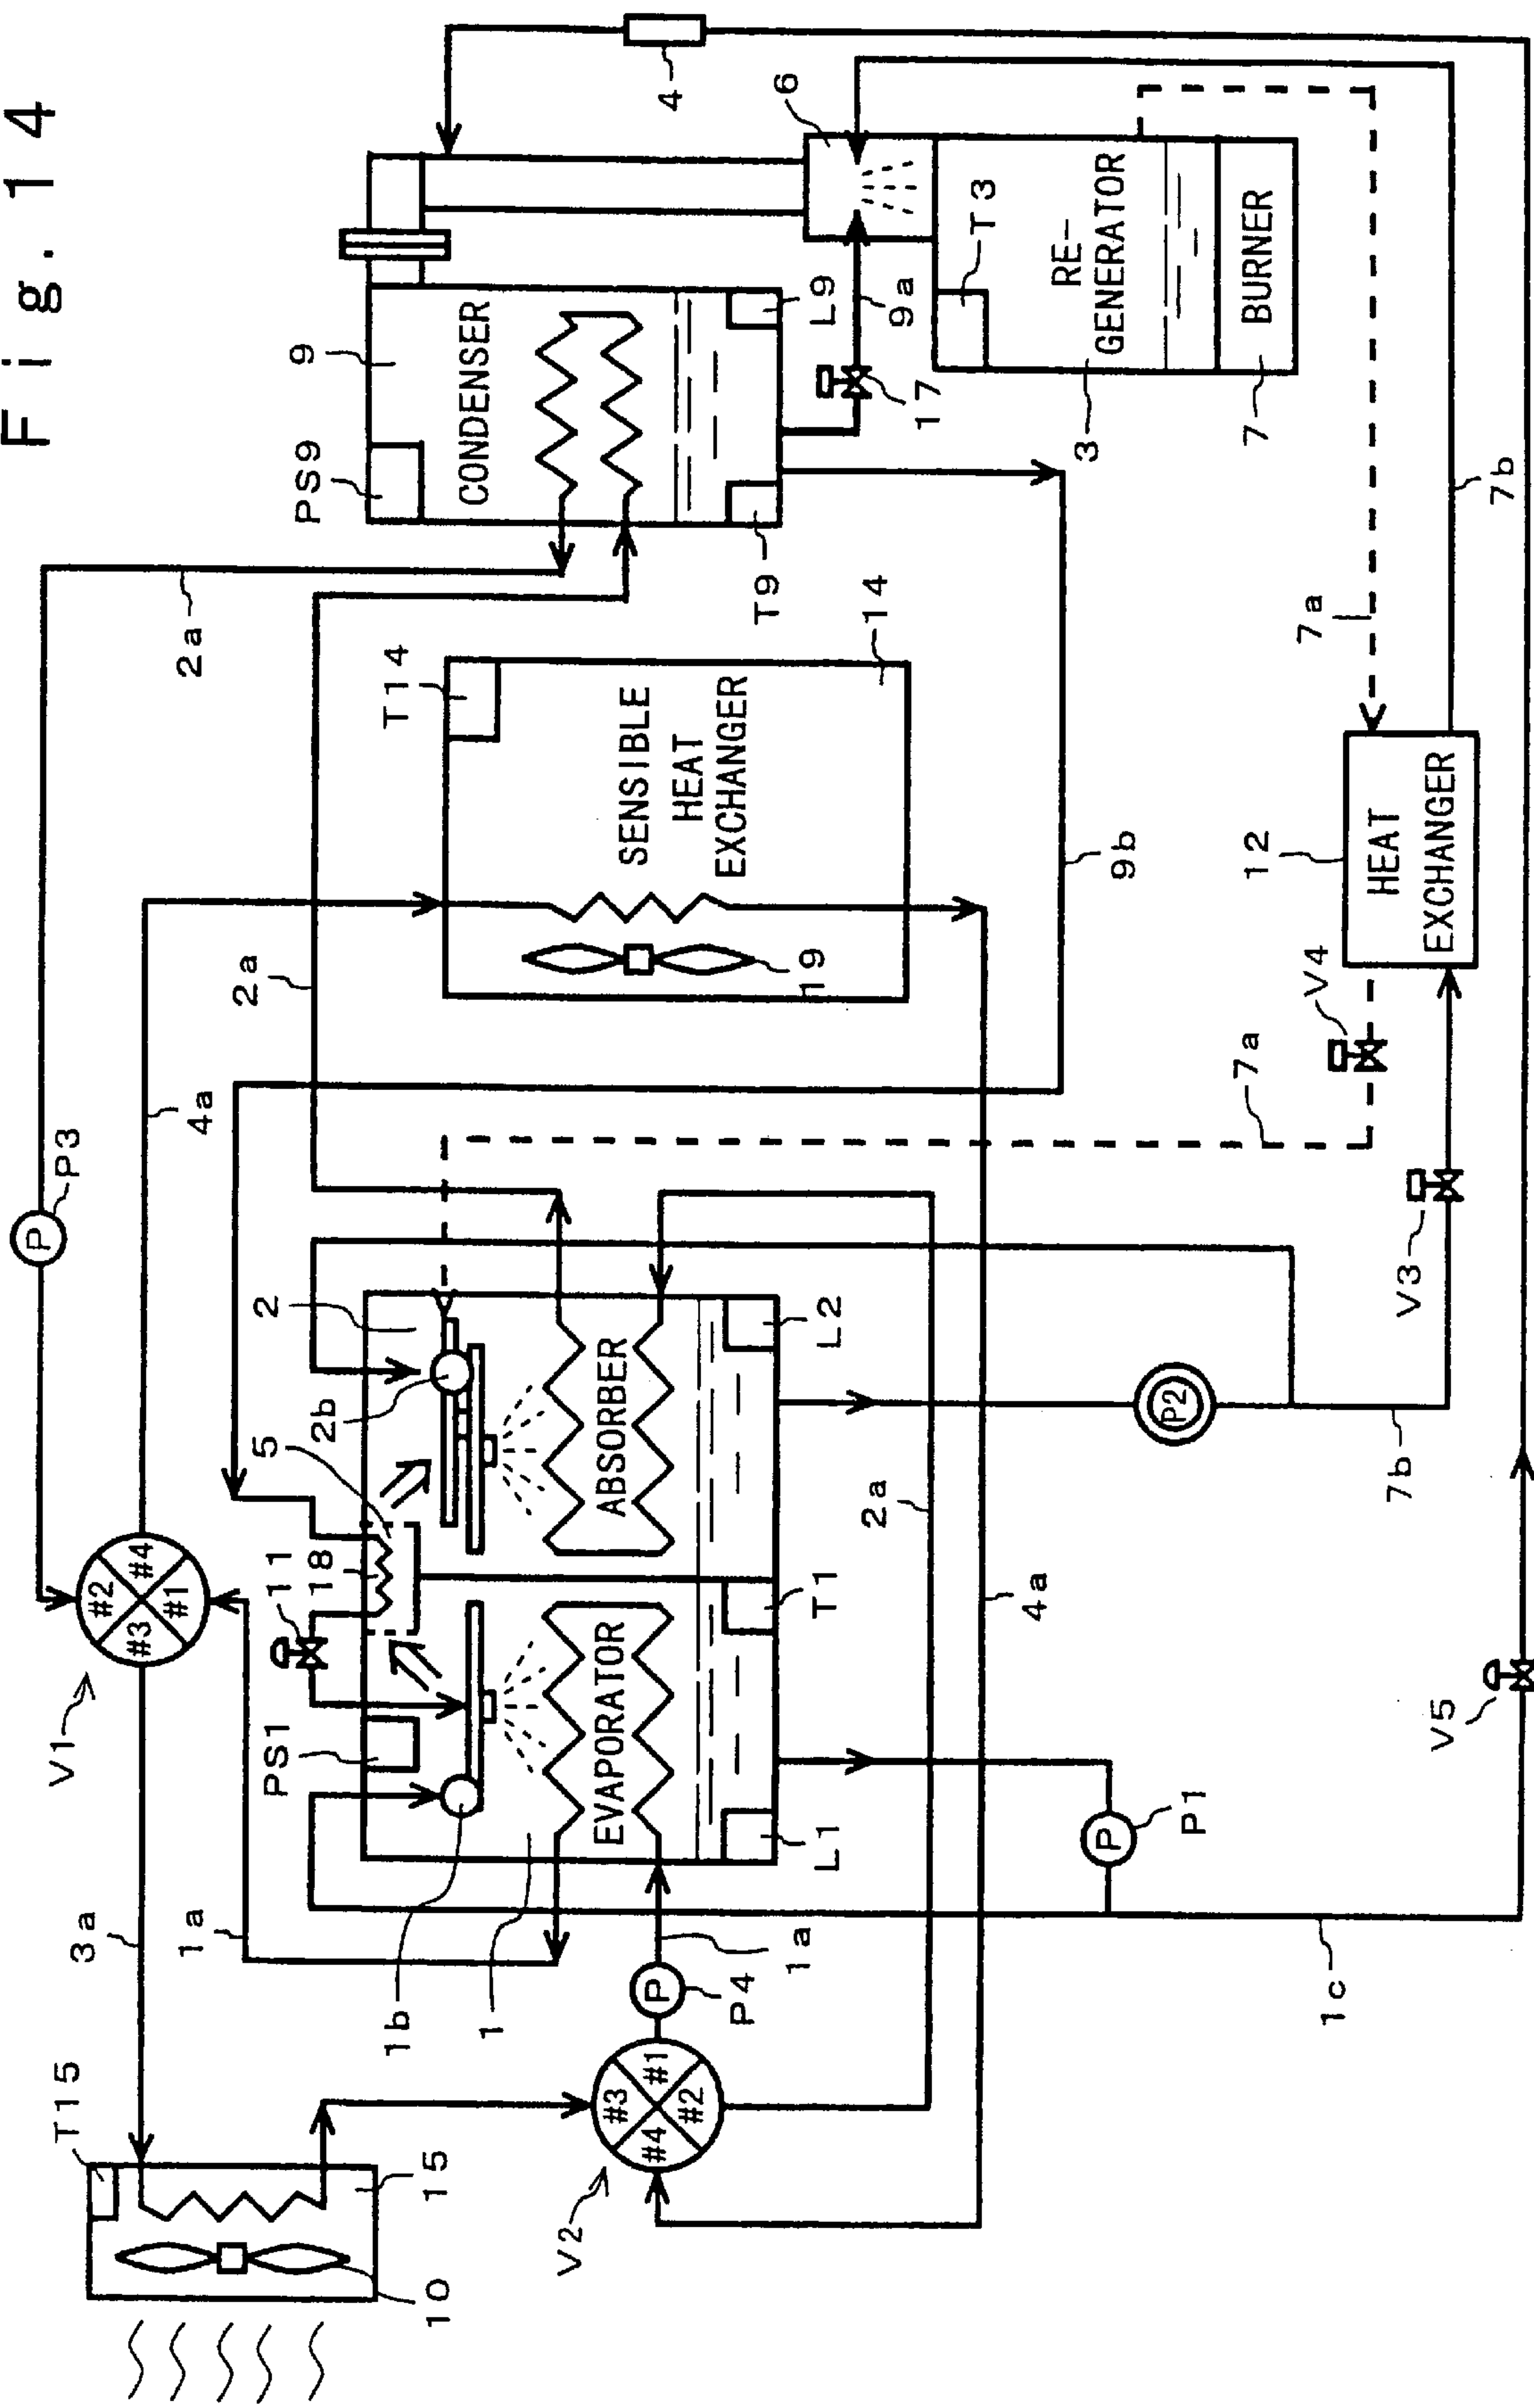 Fig. 14
T15
10
15
3a
V1
#2
#3
#4
#1
P
P3
4a
2a
1a
1b
1
PS1
11
18
5
2b
2
EVAPORATOR
ABSORBER
L1
T1
L2
V2
#3
#4
#1
#2
P
P4
1a
2a
4a
2a
T14
SENSIBLE
HEAT
EXCHANGER
19
14
PS9
9
CONDENSER
T9
L9
17
9a
9b
4
6
T3
RE-
GENERATOR
3
BURNER
7
P
P1
P2
1c
V5
7b
V3
V4
7a
12
HEAT
EXCHANGER
7a
7b